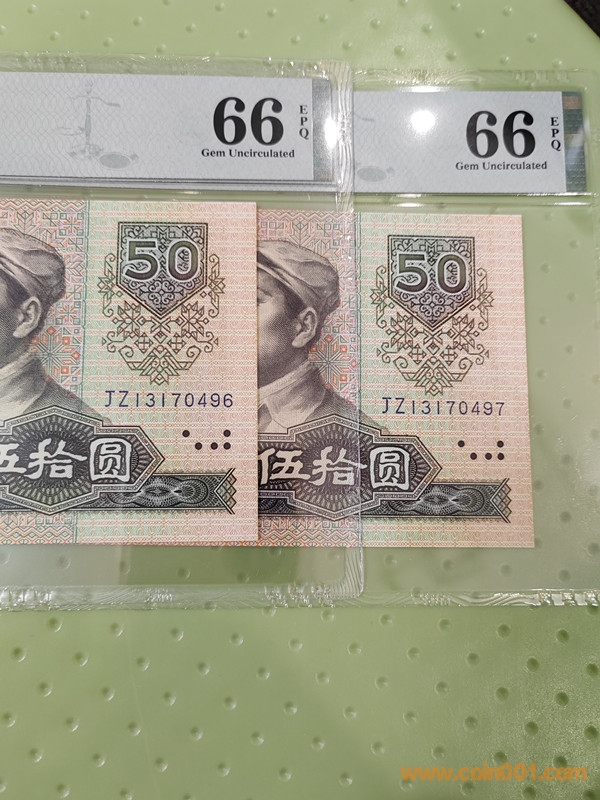 66
EPQ
Gem Uncirculated
66
EPQ
Gem Uncirculated
50
JZ13170496
伍拾圆
50
JZ13170497
伍拾圆
www.coin001.com